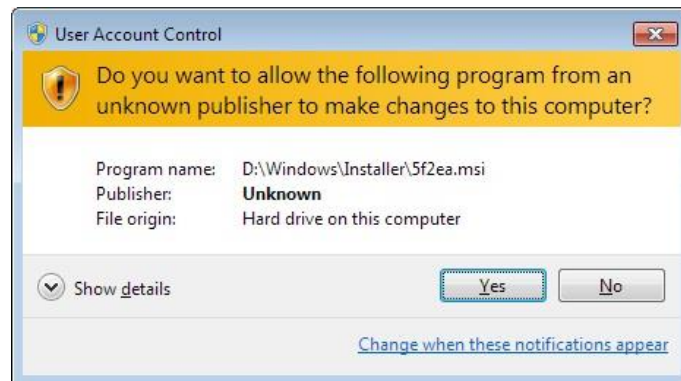 User Account Control
Do you want to allow the following program from an
unknown publisher to make changes to this computer?
Program name: D:\Windows\Installer\5f2ea.msi
Publisher: Unknown
File origin: Hard drive on this computer
Show details Yes No
Change when these notifications appear